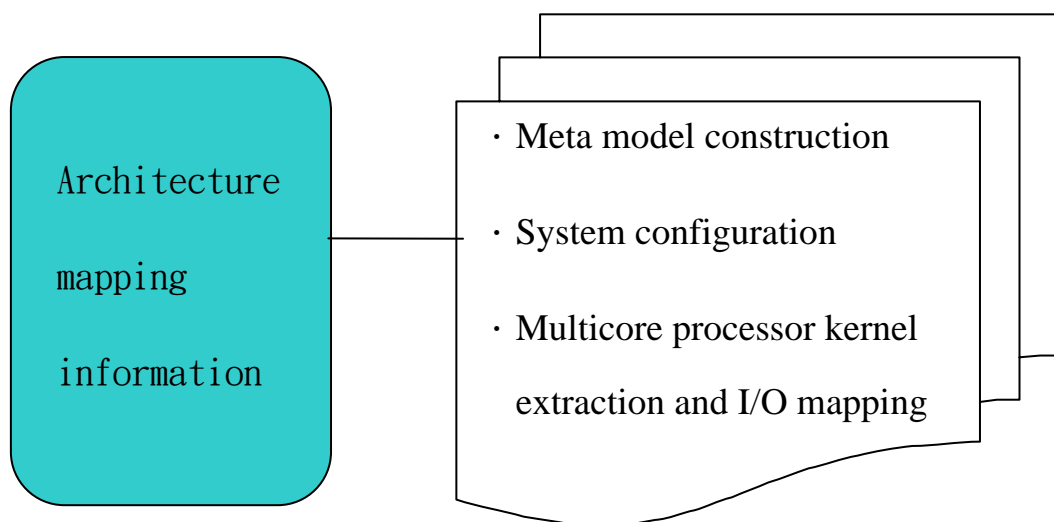 Architecture
mapping
information
· Meta model construction
· System configuration
· Multicore processor kernel
extraction and I/O mapping